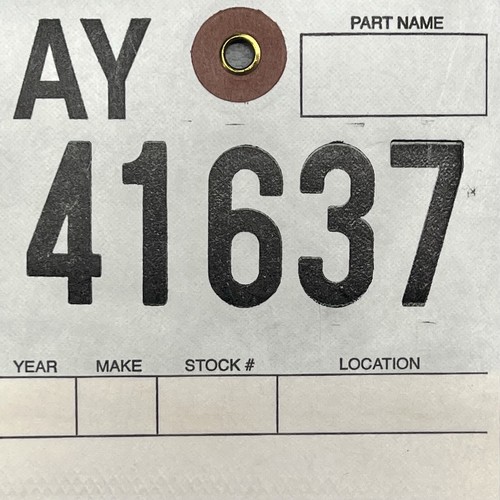 AY
PART NAME
41637
YEAR MAKE STOCK # LOCATION